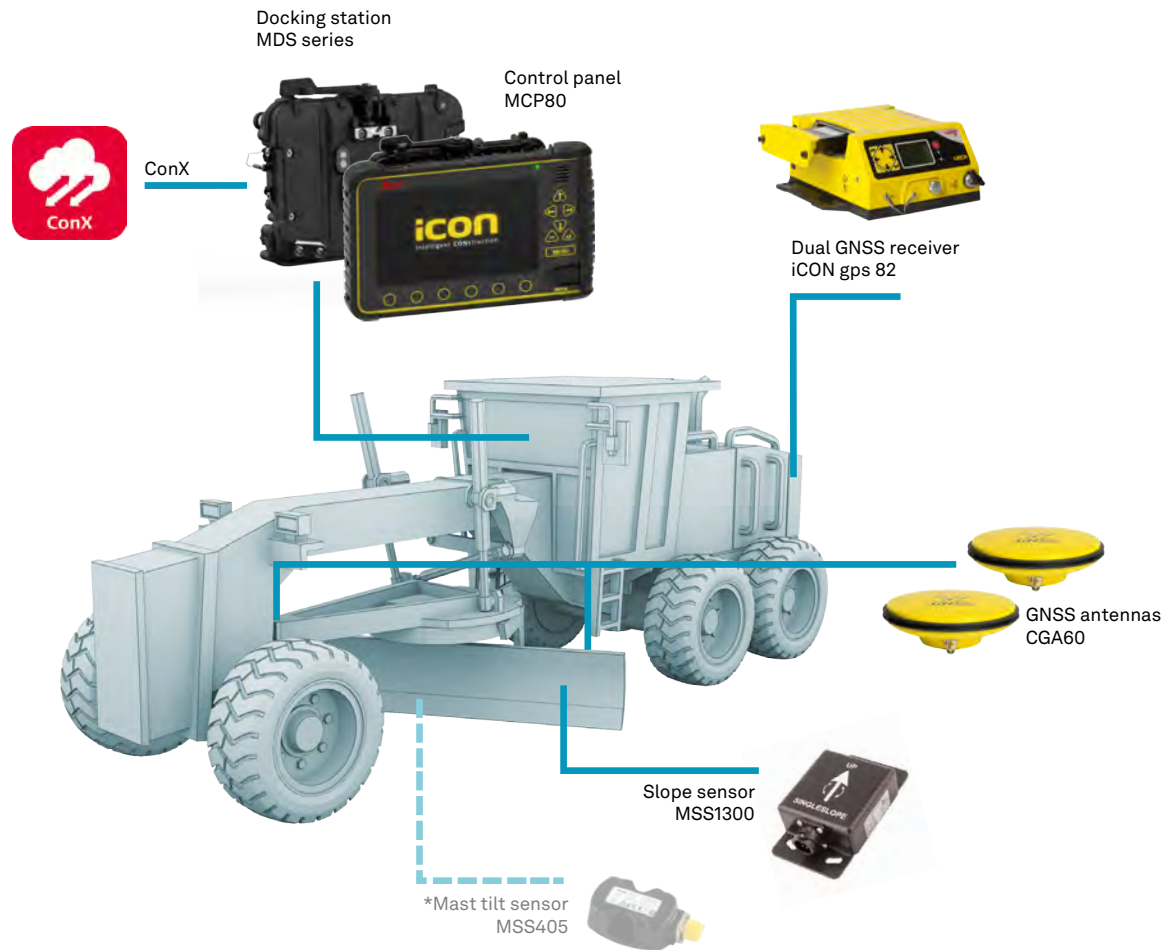 Docking station
MDS series
Control panel
MCP80
ConX
ConX
iCON
Intelligent CONstruction
Dual GNSS receiver
iCON gps 82
GNSS antennas
CGA60
UP
SINGLESLOPE
Slope sensor
MSS1300
*Mast tilt sensor
MSS405